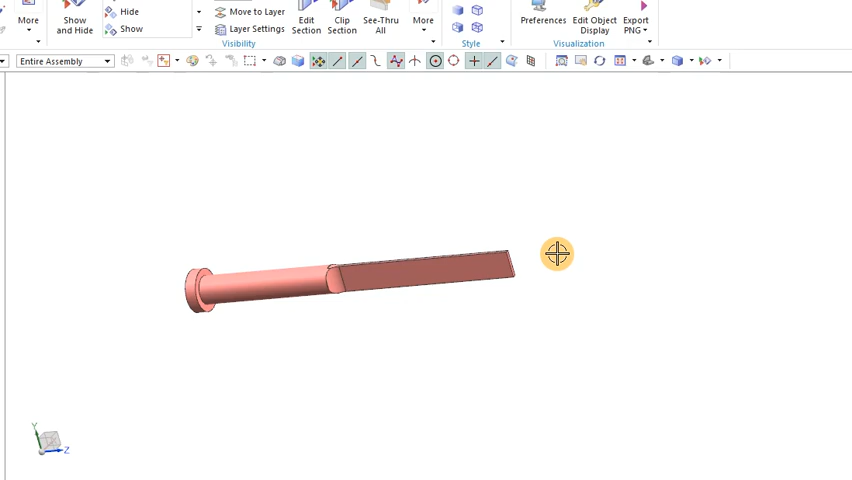 More
Show and Hide
Hide
Show
Move to Layer
Layer Settings
Visibility
Edit Section
Clip Section
See-Thru All
More
Style
Preferences
Edit Object Display
Export PNG
Visualization
Entire Assembly
Y
Z